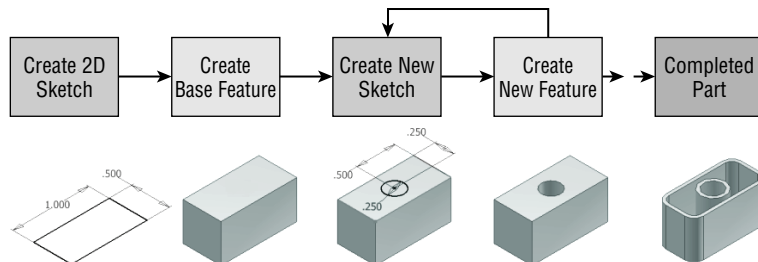 Create 2D
Sketch
Create
Base Feature
Create New
Sketch
Create
New Feature
Completed
Part
.500
1.000
.250
.500
.250